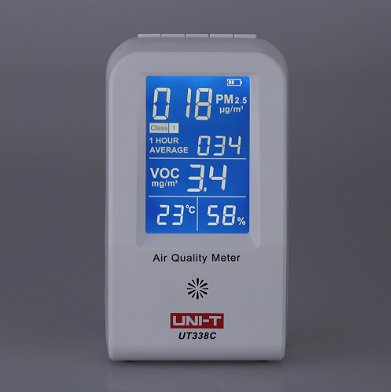 018 PM2.5
µg/m³
Class 1
1 HOUR
AVERAGE 034
VOC
mg/m³ 3.4
23°C 58%
Air Quality Meter
UNI-T
UT338C